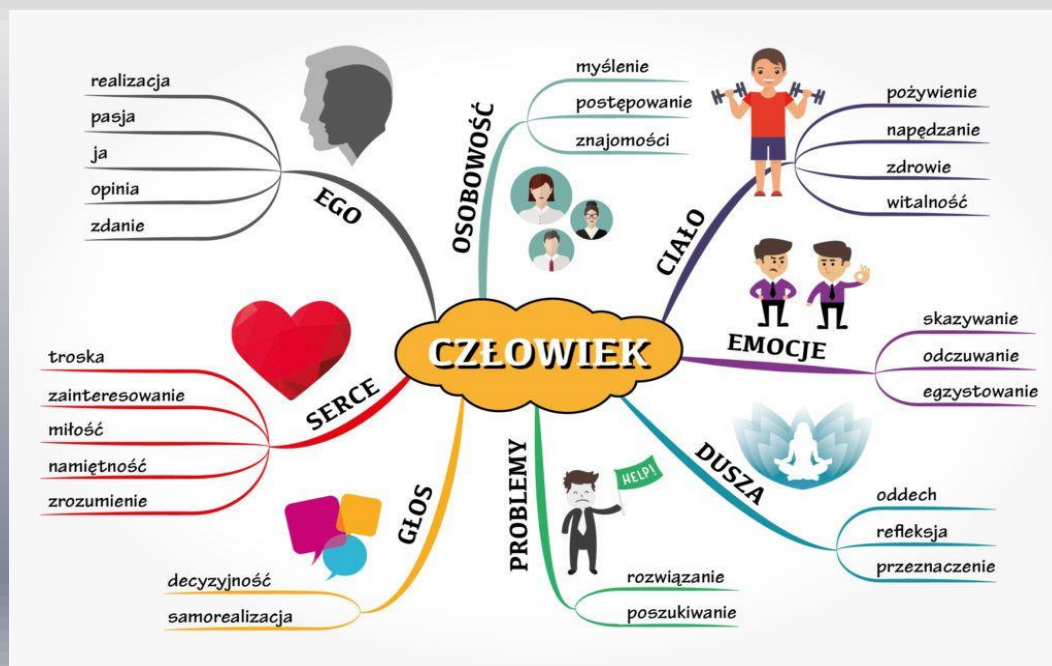 realizacja
pasja
ja
opinia
zdanie
EGO
OSOBOWOŚĆ
myślenie
postępowanie
znajomości
CIAŁO
pożywienie
napędzanie
zdrowie
witalność
CZŁOWIEK
EMOCJE
skazywanie
odczuwanie
egzystowanie
SERCE
troska
zainteresowanie
miłość
namiętność
zrozumienie
GŁOS
decyzyjność
samorealizacja
PROBLEMY
HELP!
rozwiązanie
poszukiwanie
DUSZA
oddech
refleksja
przeznaczenie